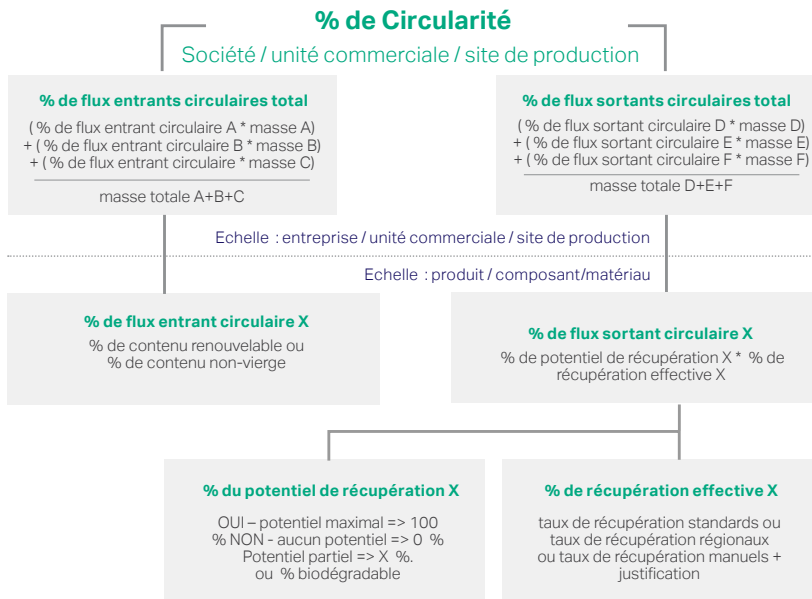 % de Circularité
Société / unité commerciale / site de production
% de flux entrants circulaires total
( % de flux entrant circulaire A * masse A)
+ ( % de flux entrant circulaire B * masse B)
+ ( % de flux entrant circulaire * masse C)
masse totale A+B+C
% de flux sortants circulaires total
( % de flux sortant circulaire D * masse D)
+ ( % de flux sortant circulaire E * masse E)
+ ( % de flux sortant circulaire F * masse F)
masse totale D+E+F
Echelle : entreprise / unité commerciale / site de production
Echelle : produit / composant/matériau
% de flux entrant circulaire X
% de contenu renouvelable ou
% de contenu non-vierge
% de flux sortant circulaire X
% de potentiel de récupération X * % de
récupération effective X
% du potentiel de récupération X
OUI – potentiel maximal => 100
% NON - aucun potentiel => 0 %
Potentiel partiel => X %.
ou % biodégradable
% de récupération effective X
taux de récupération standards ou
taux de récupération régionaux
ou taux de récupération manuels +
justification